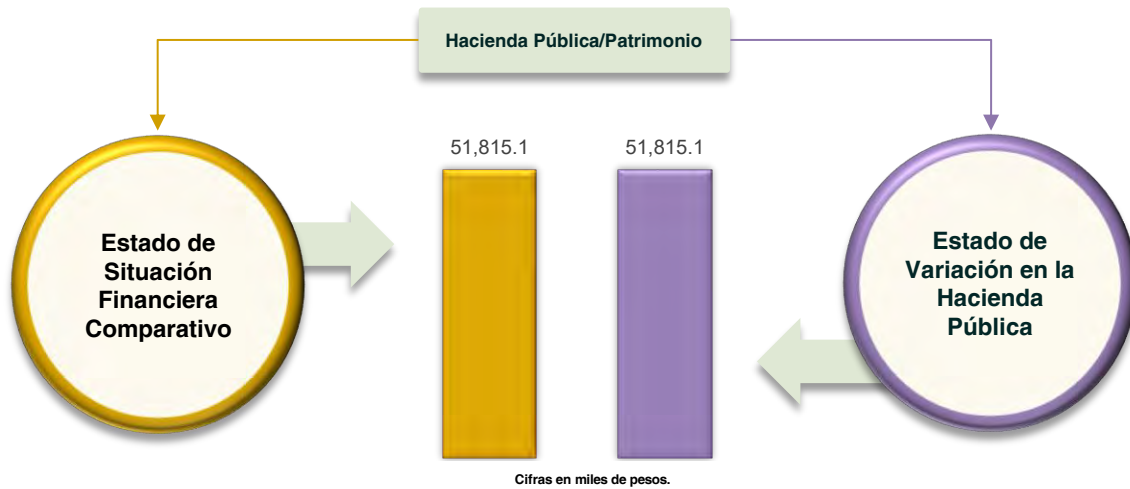 Hacienda Pública/Patrimonio
51,815.1
51,815.1
Estado de
Situación
Financiera
Comparativo
Estado de
Variación en la
Hacienda
Pública
Cifras en miles de pesos.